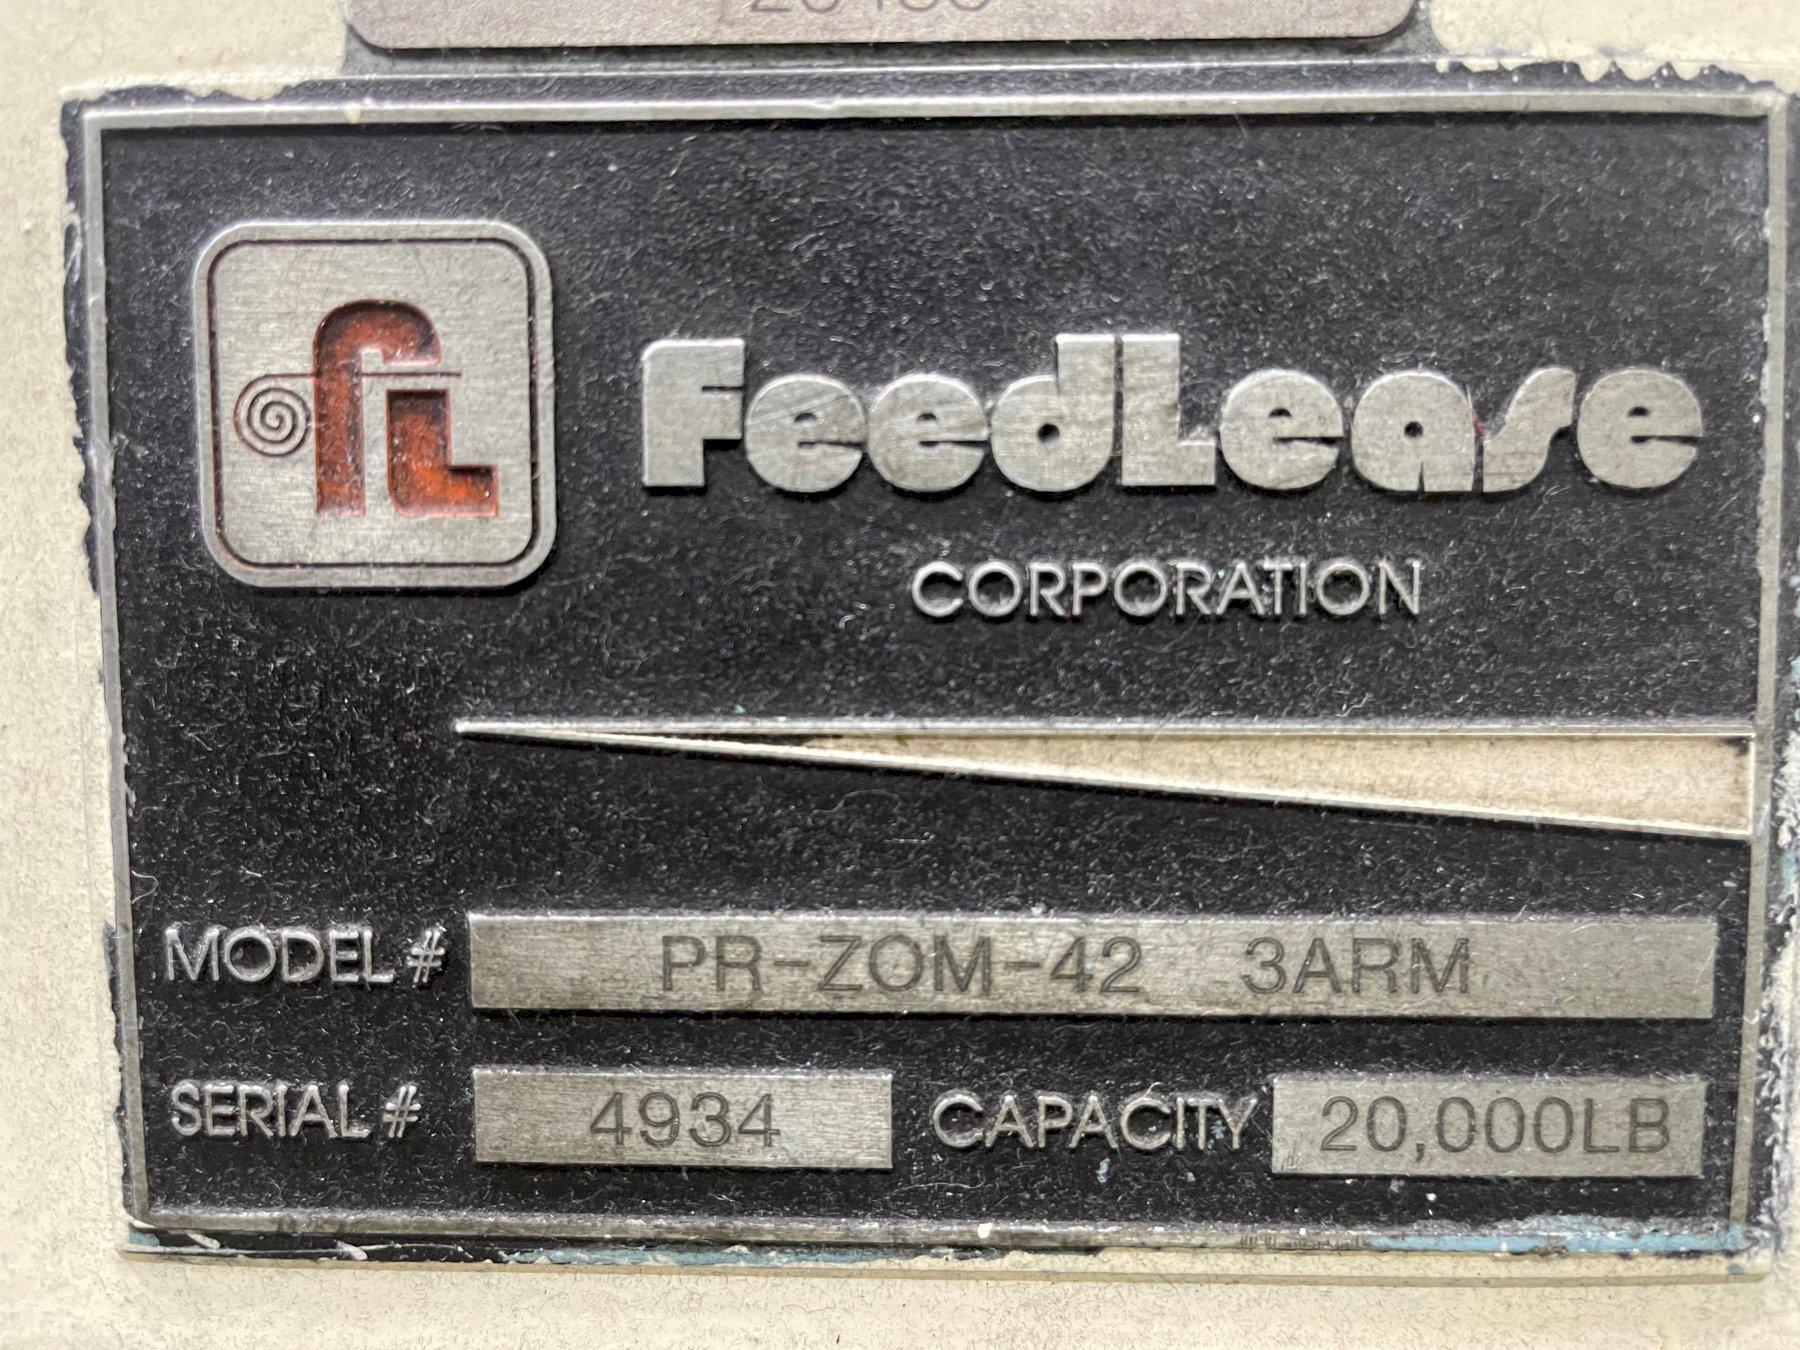 FL
FeedLease
CORPORATION
MODEL # PR-ZOM-42 3ARM
SERIAL # 4934 CAPACITY 20,000LB